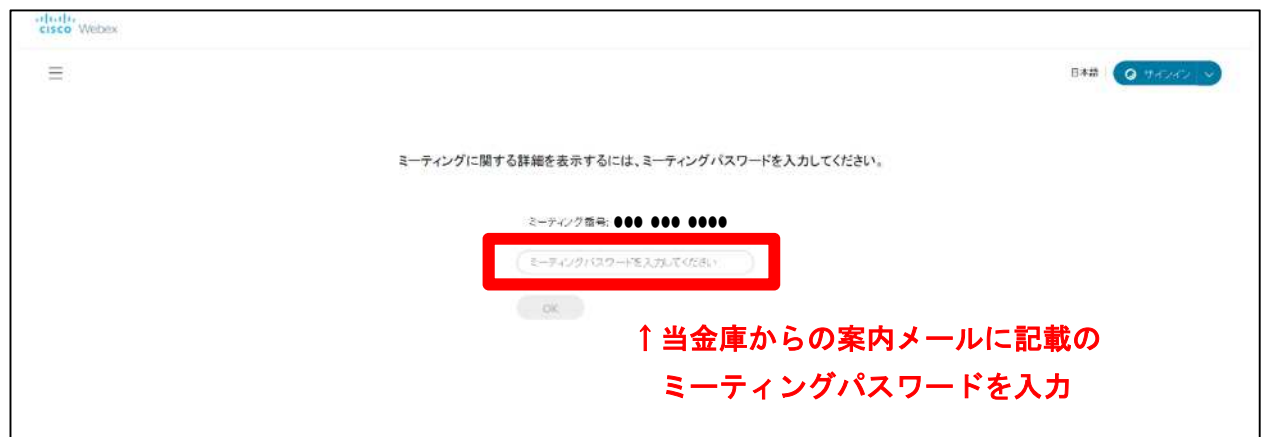 cisco Webex
日本語 サインイン
ミーティングに関する詳細を表示するには、ミーティングパスワードを入力してください。
ミーティング番号: ●●● ●●● ●●●●
ミーティングパスワードを入力してください
OK
↑当金庫からの案内メールに記載の
ミーティングパスワードを入力